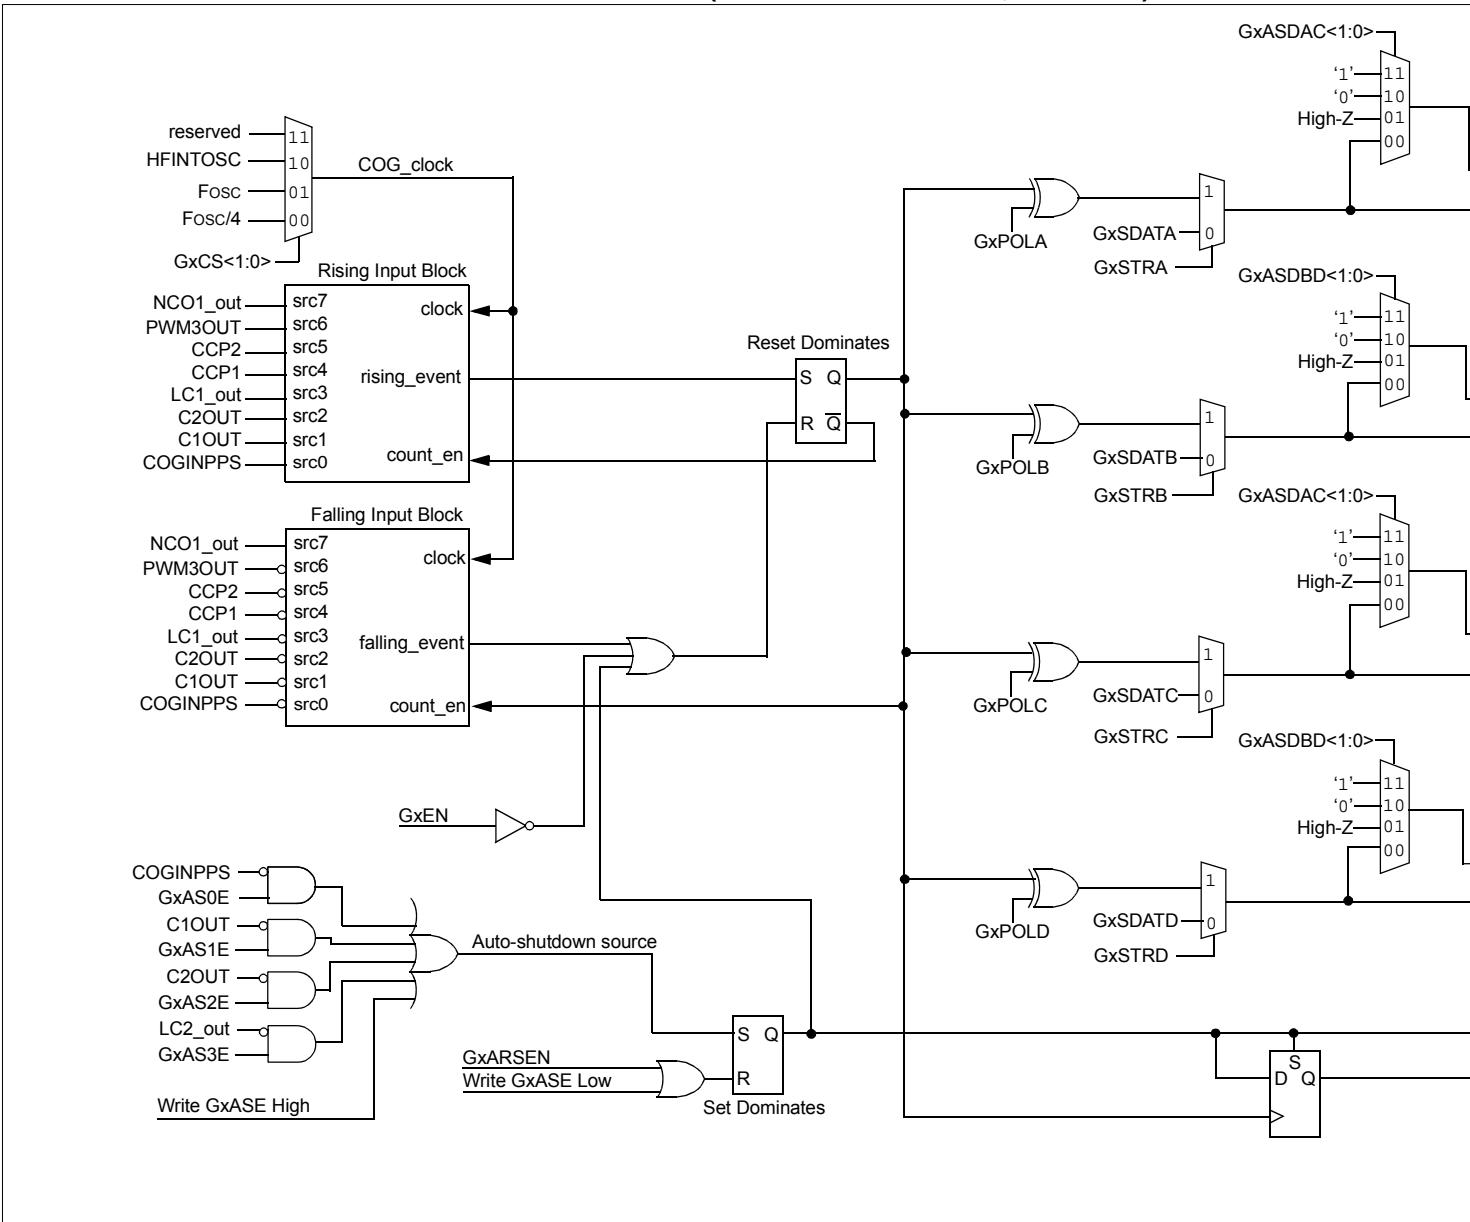 GxASDAC<1:0>
'1' 11
'0' 10
High-Z 01
00
reserved 11
HFINTOSC 10
FOSC 01
FOSC/4 00
GxCS<1:0>
COG_clock
Rising Input Block
NCO1_out src7
PWM3OUT src6
CCP2 src5
CCP1 src4
LC1_out src3
C2OUT src2
C1OUT src1
COGINPPS src0
clock
rising_event
count_en
Falling Input Block
NCO1_out src7
PWM3OUT src6
CCP2 src5
CCP1 src4
LC1_out src3
C2OUT src2
C1OUT src1
COGINPPS src0
clock
falling_event
count_en
Reset Dominates
S Q
R Q
GxEN
COGINPPS
GxAS0E
C1OUT
GxAS1E
C2OUT
GxAS2E
LC2_out
GxAS3E
Write GxASE High
Auto-shutdown source
GxARSEN
Write GxASE Low
S Q
R
Set Dominates
GxPOLA
1
GxSDATA 0
GxSTRA
GxASDBD<1:0>
'1' 11
'0' 10
High-Z 01
00
GxPOLB
1
GxSDATB 0
GxSTRB
GxASDAC<1:0>
'1' 11
'0' 10
High-Z 01
00
GxPOLC
1
GxSDATC 0
GxSTRC
GxASDBD<1:0>
'1' 11
'0' 10
High-Z 01
00
GxPOLD
1
GxSDATD 0
GxSTRD
S
D Q